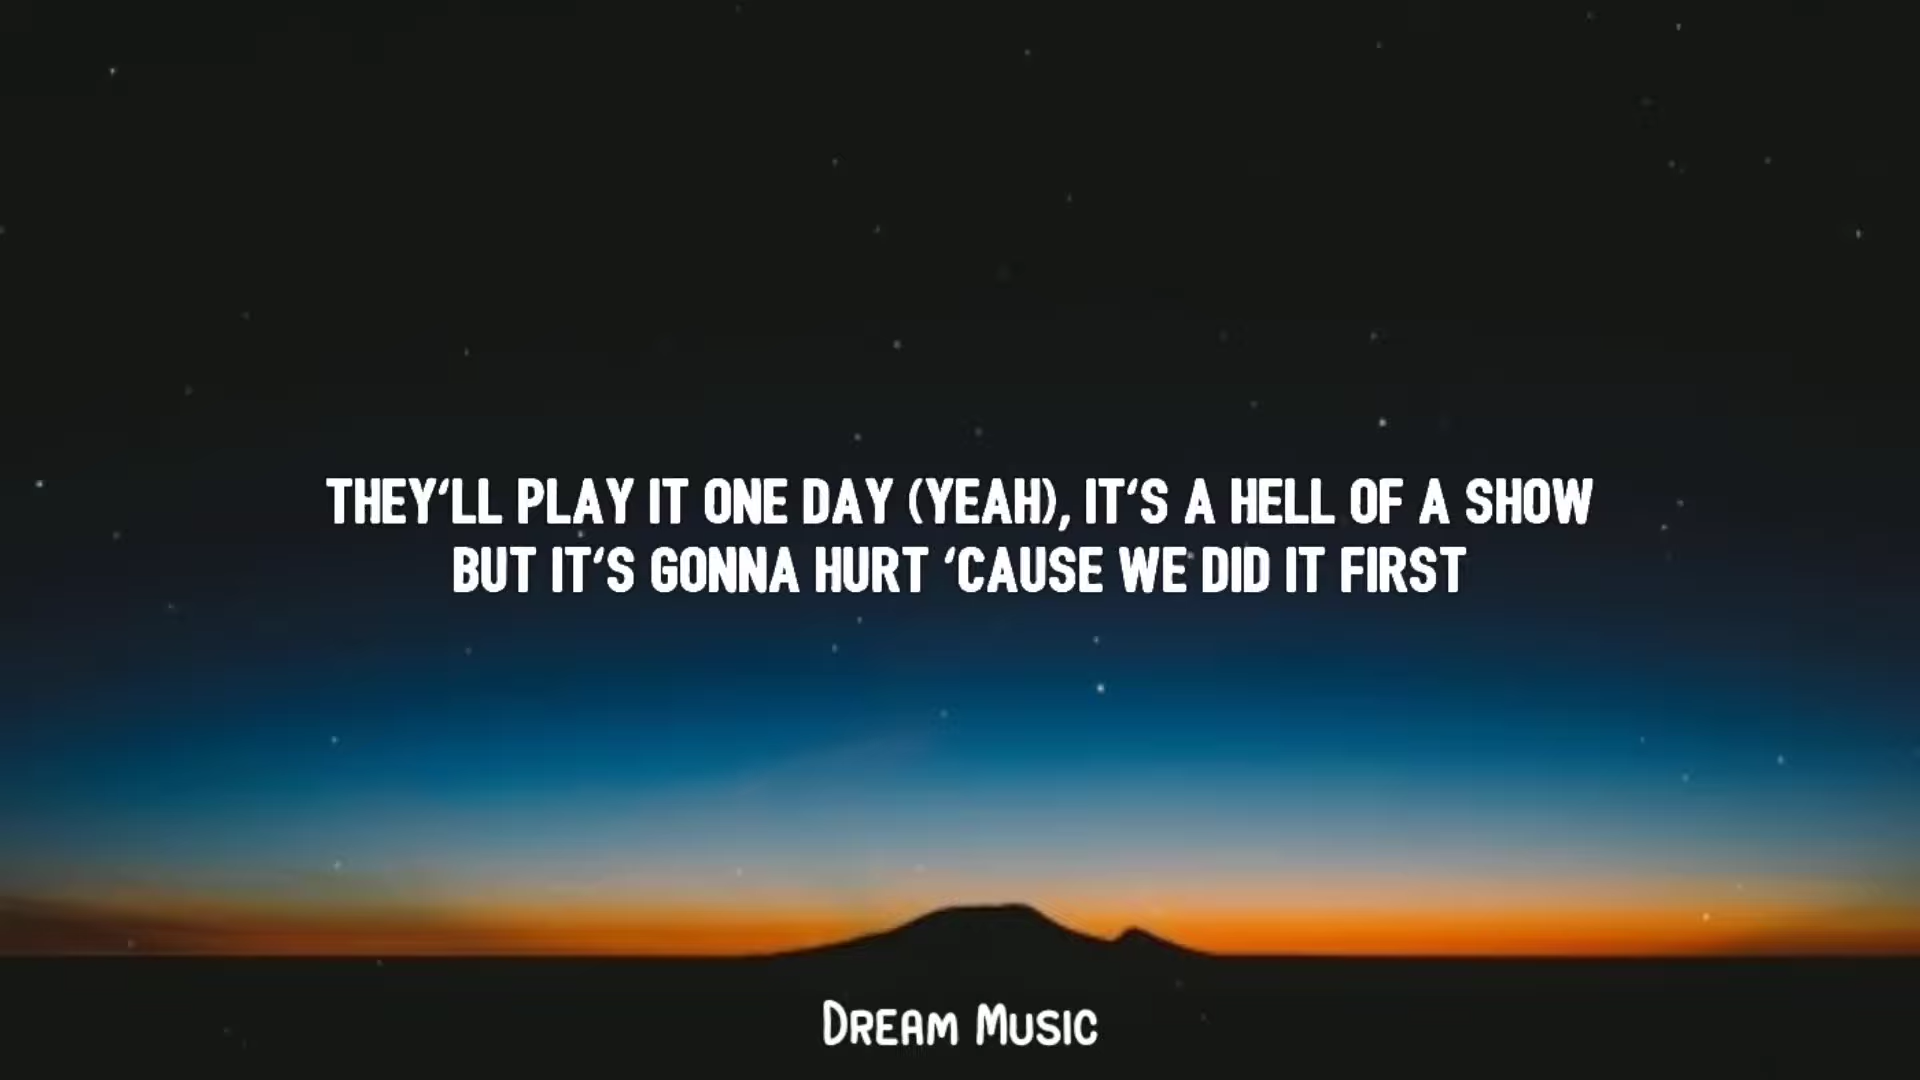 THEY'LL PLAY IT ONE DAY (YEAH), IT'S A HELL OF A SHOW
BUT IT'S GONNA HURT 'CAUSE WE DID IT FIRST
DREAM MUSIC